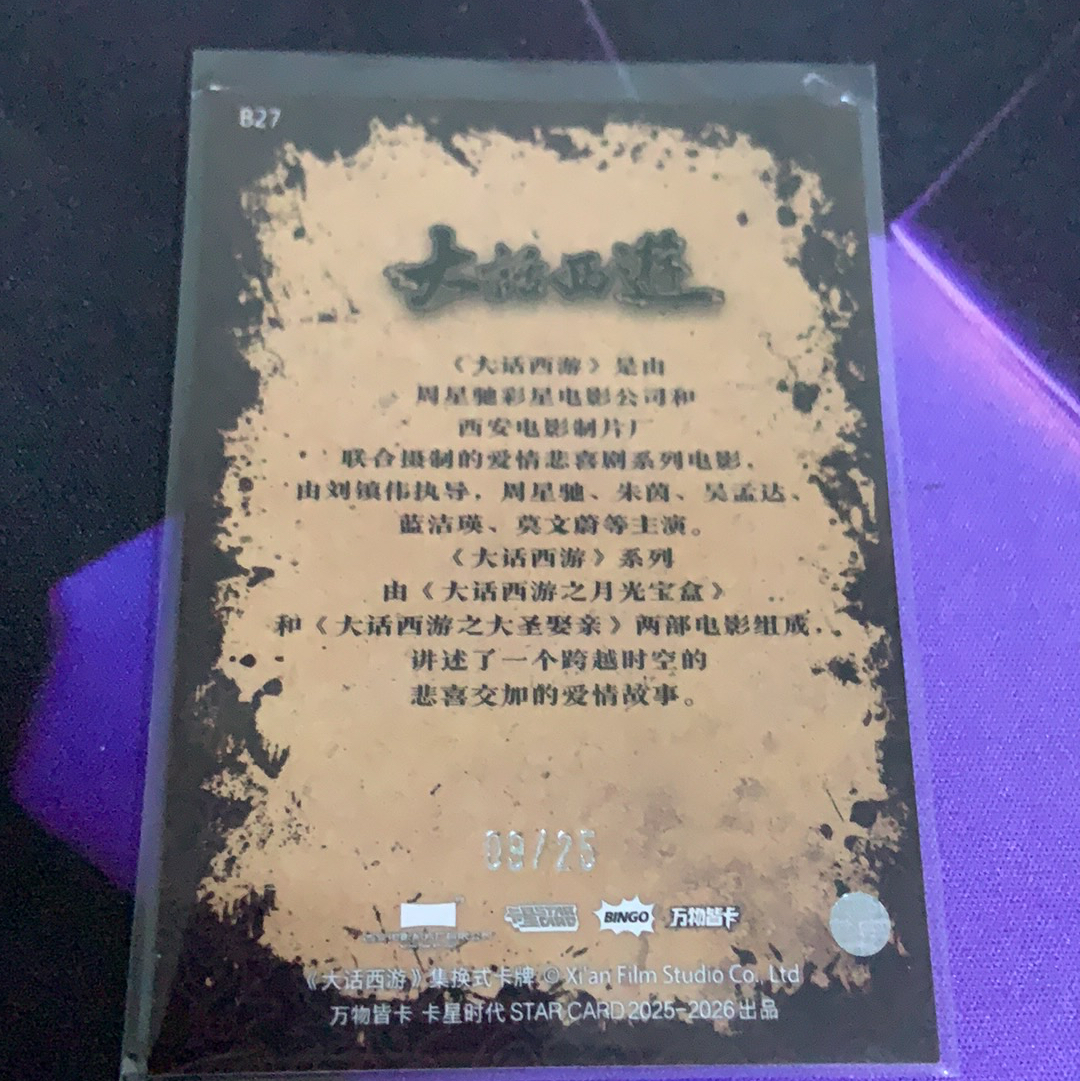 B27
大话西遊
《大话西游》是由
周星驰彩星电影公司和
西安电影制片厂
联合摄制的爱情悲喜剧系列电影，
由刘镇伟执导，周星驰、朱茵、吴孟达、
蓝洁瑛、莫文蔚等主演。
《大话西游》系列
由《大话西游之月光宝盒》
和《大话西游之大圣娶亲》两部电影组成，
讲述了一个跨越时空的
悲喜交加的爱情故事。
09/25
卡星 STAR CARD BINGO 万物皆卡
《大话西游》集换式卡牌 © Xi'an Film Studio Co., Ltd
万物皆卡 卡星时代 STAR CARD 2025-2026 出品